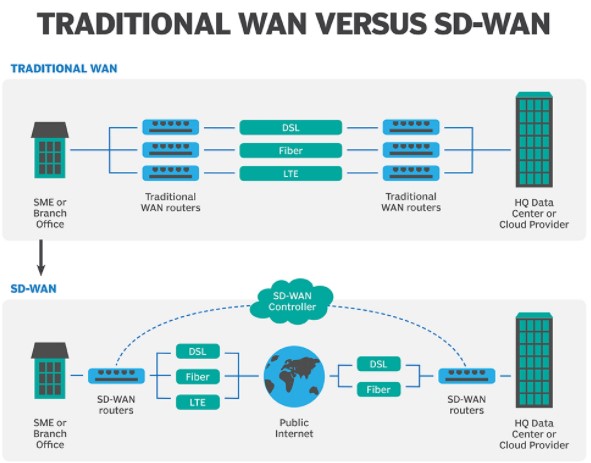 TRADITIONAL WAN VERSUS SD-WAN
TRADITIONAL WAN
DSL
Fiber
LTE
SME or
Branch
Office
Traditional
WAN routers
Traditional
WAN routers
HQ Data
Center or
Cloud Provider
SD-WAN
SD-WAN
Controller
DSL
Fiber
LTE
DSL
Fiber
SME or
Branch
Office
SD-WAN
routers
Public
Internet
SD-WAN
routers
HQ Data
Center or
Cloud Provider